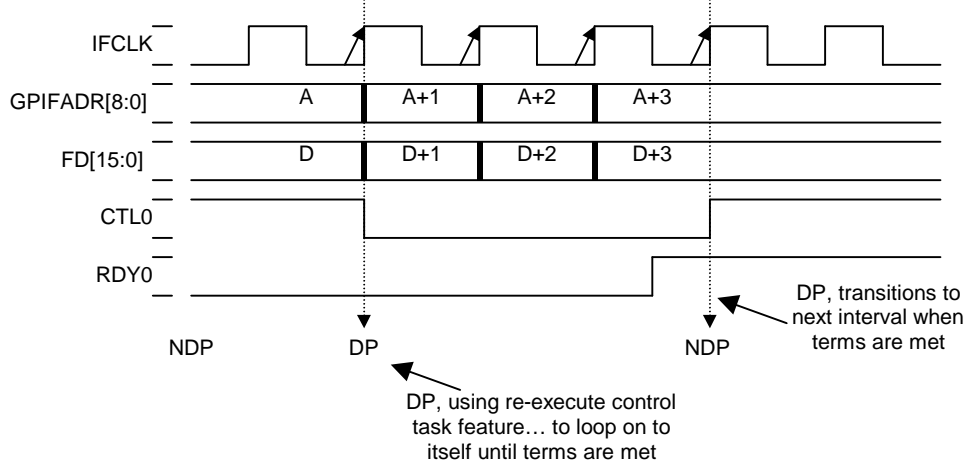 IFCLK
GPIFADR[8:0]
A
A+1
A+2
A+3
FD[15:0]
D
D+1
D+2
D+3
CTL0
RDY0
NDP
DP
NDP
DP, transitions to
next interval when
terms are met
DP, using re-execute control
task feature… to loop on to
itself until terms are met